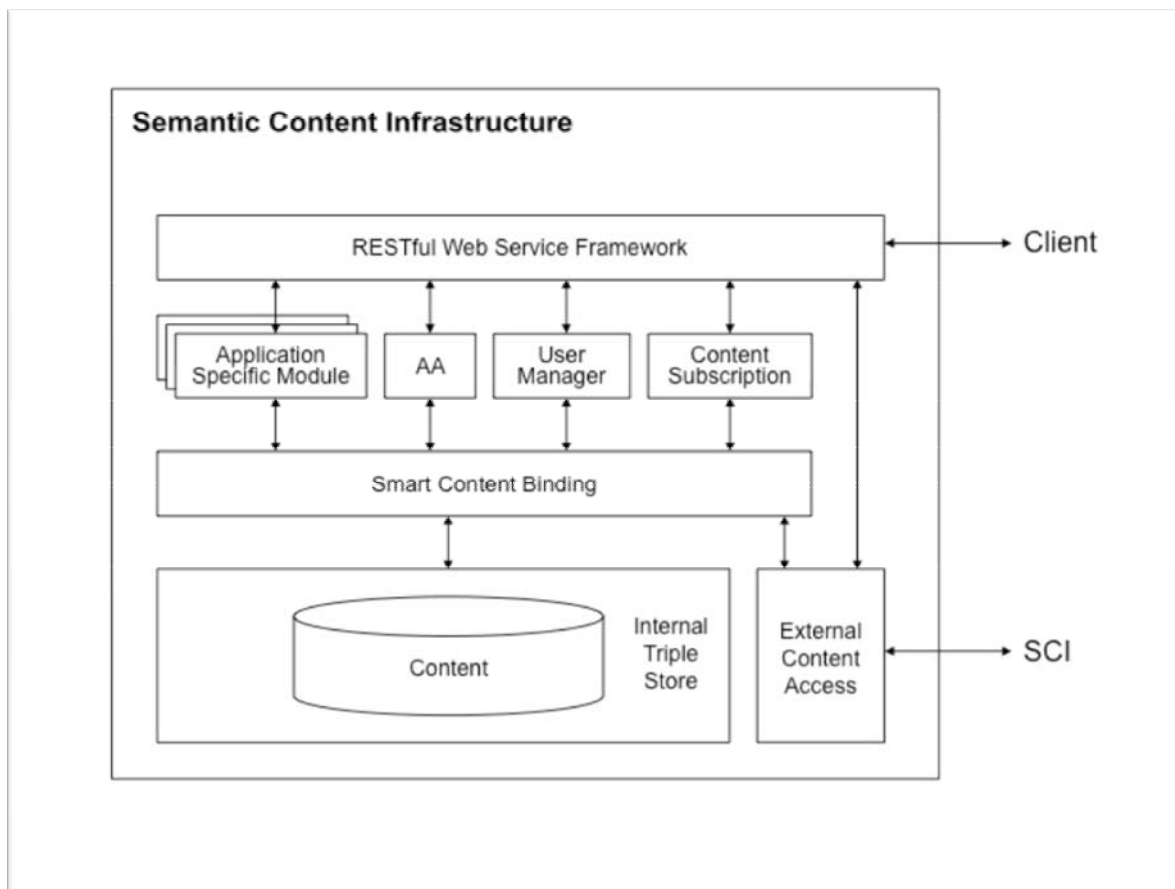 Semantic Content Infrastructure
RESTful Web Service Framework
Client
Application
Specific Module
AA
User
Manager
Content
Subscription
Smart Content Binding
Content
Internal
Triple
Store
External
Content
Access
SCI